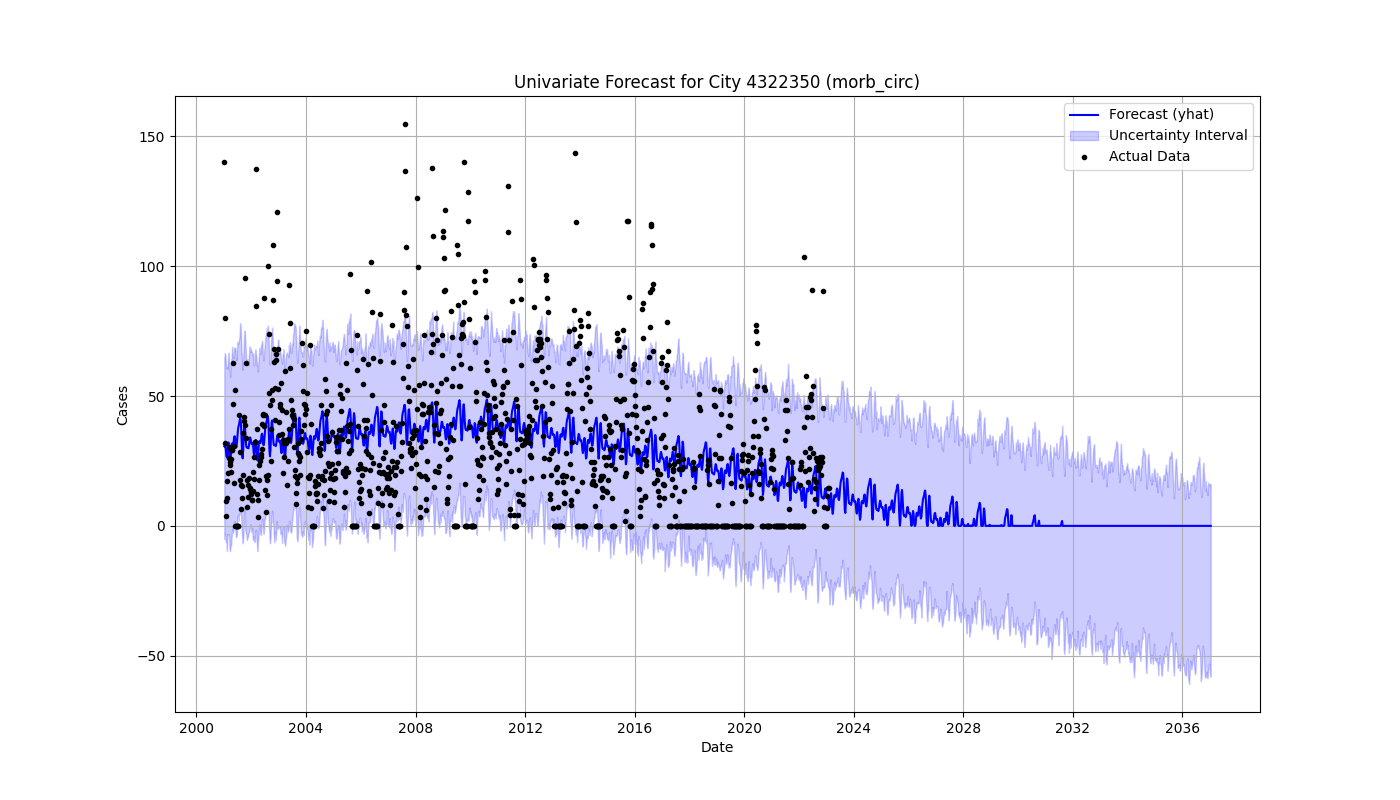 Univariate Forecast for City 4322350 (morb_circ)
Forecast (yhat)
Uncertainty Interval
Actual Data
Cases
150
100
50
0
−50
2000 2004 2008 2012 2016 2020 2024 2028 2032 2036
Date